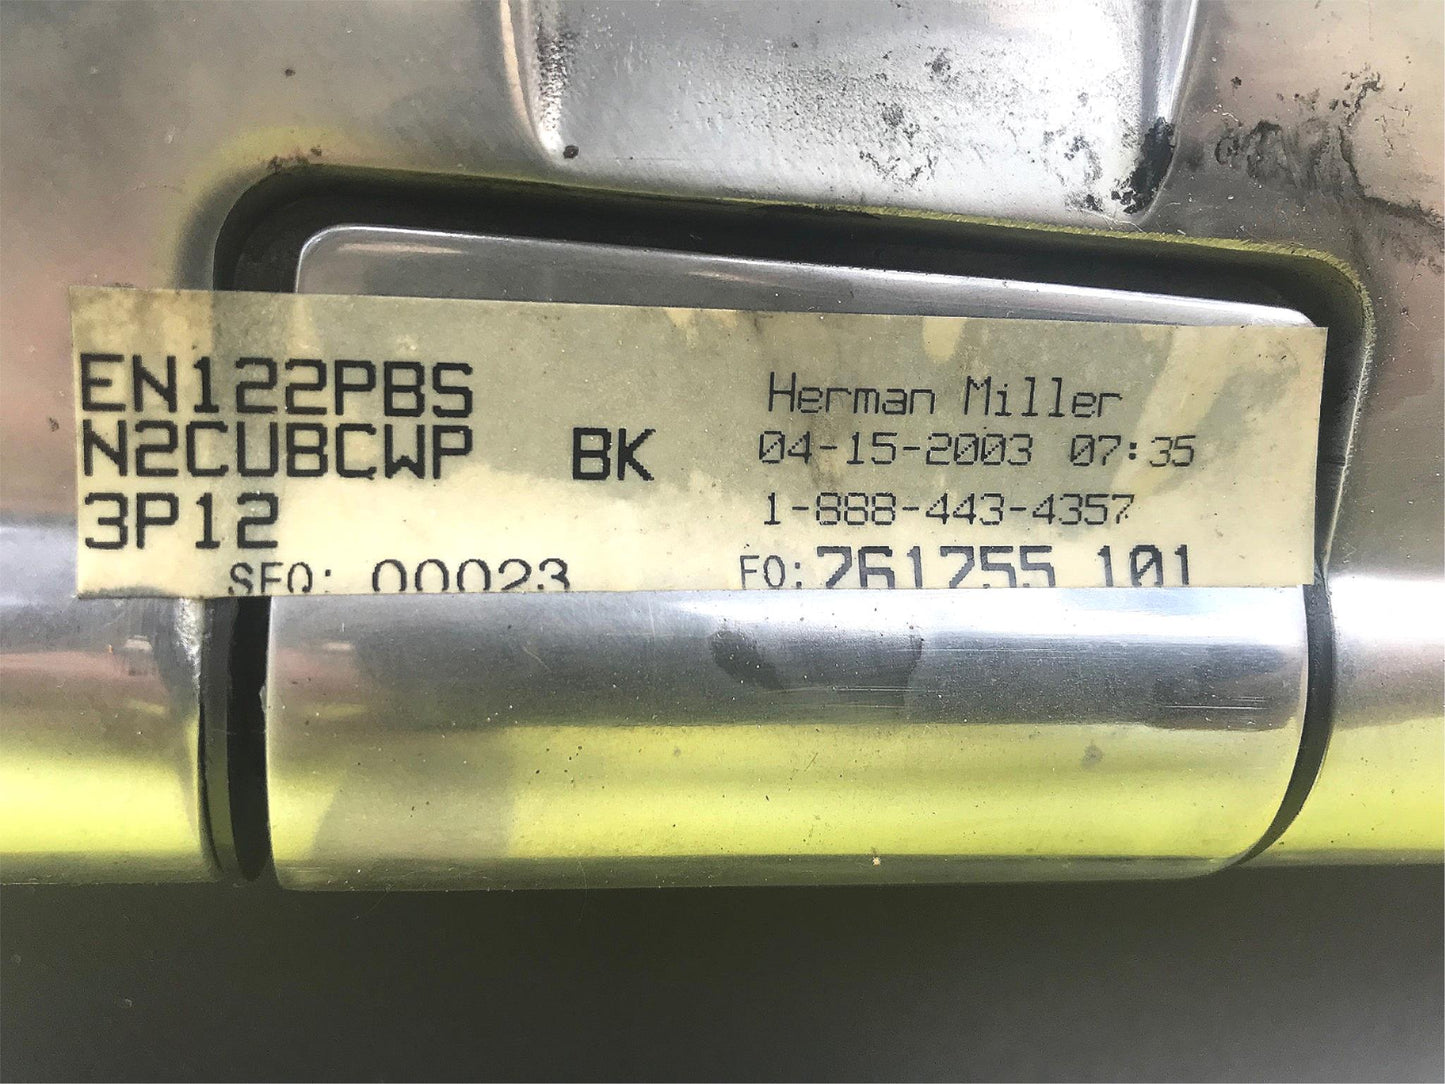 EN122PBS
N2CUBCWP BK
3P12
Herman Miller
04-15-2003 07:35
1-888-443-4357
SEQ: 00023
FO: 761755 101